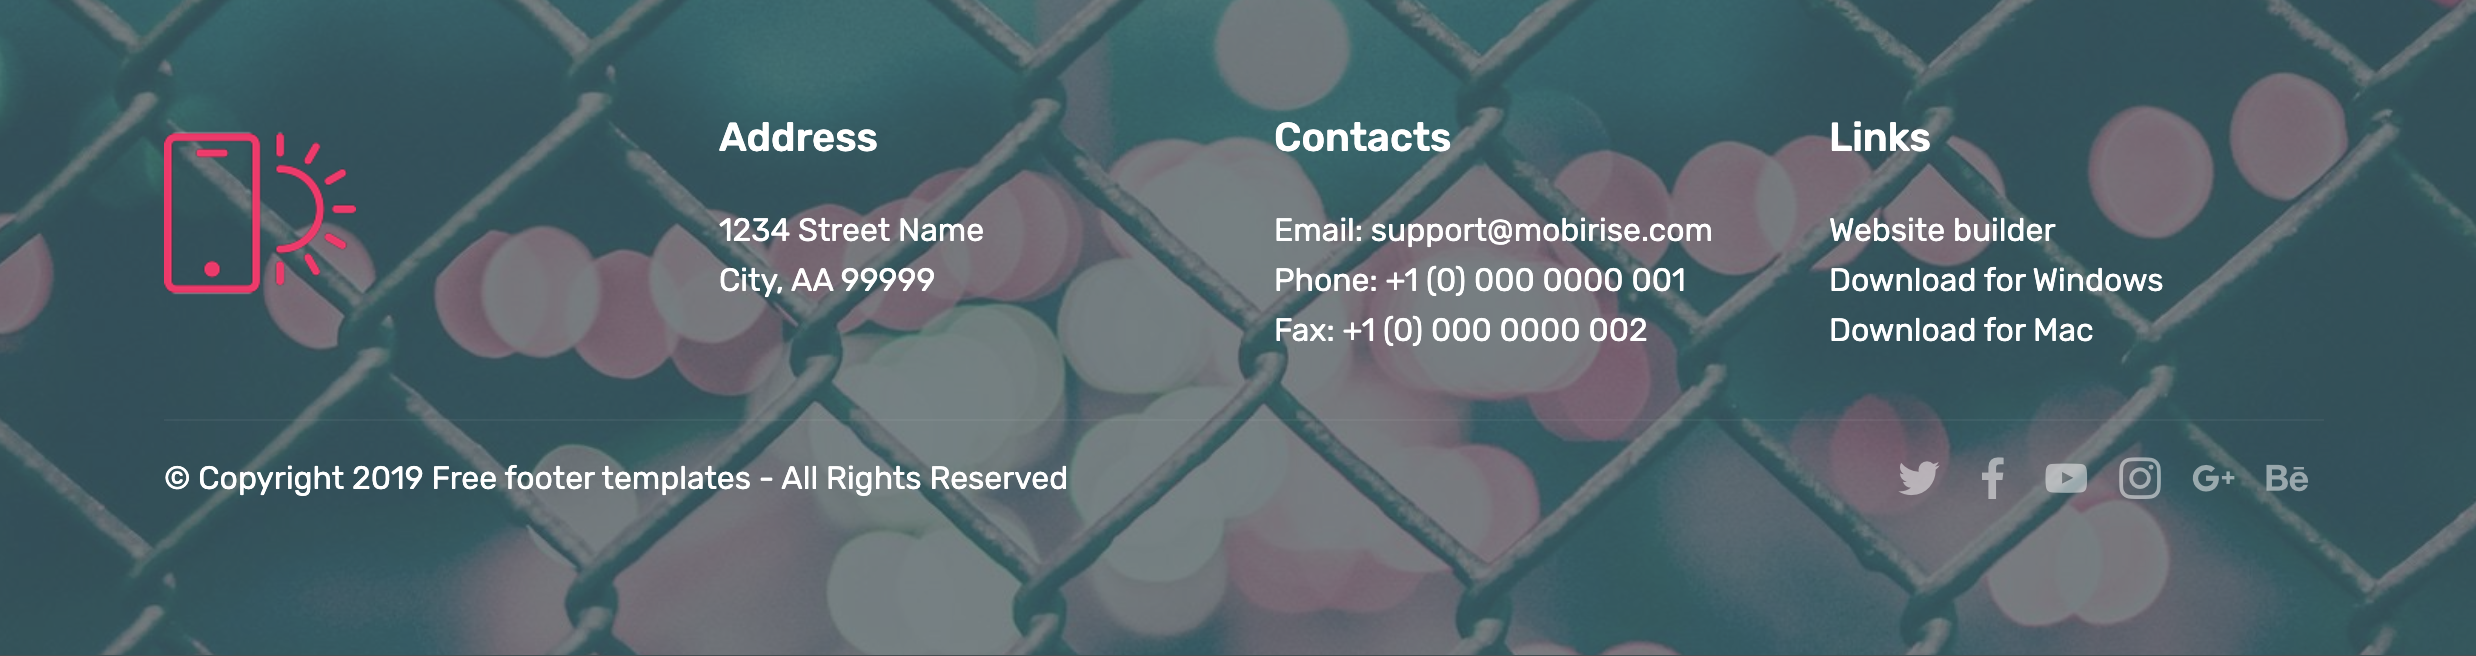 Address
1234 Street Name
City, AA 99999
Contacts
Email: support@mobirise.com
Phone: +1 (0) 000 0000 001
Fax: +1 (0) 000 0000 002
Links
Website builder
Download for Windows
Download for Mac
© Copyright 2019 Free footer templates - All Rights Reserved
G+
Bē